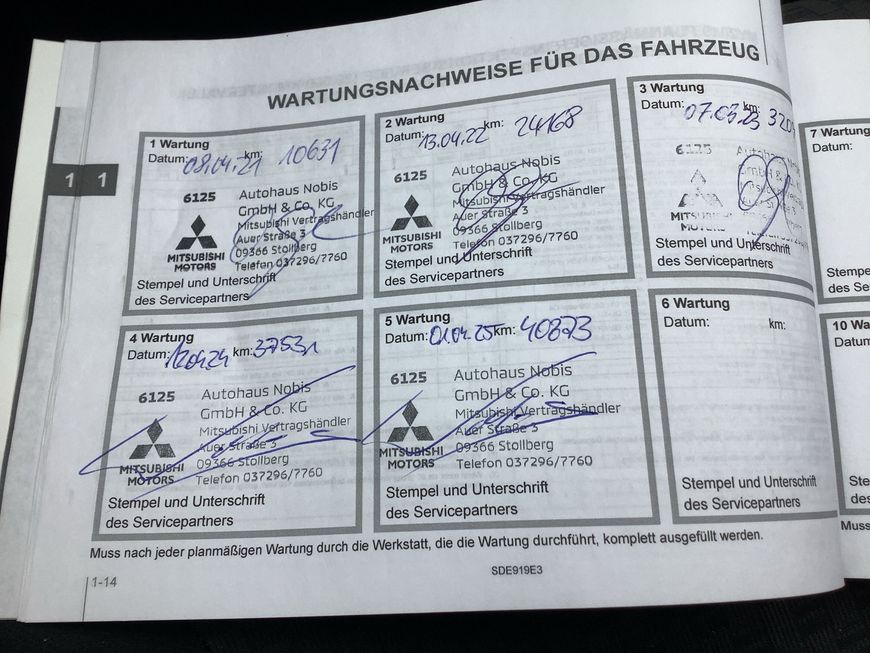 WARTUNGSNACHWEISE FÜR DAS FAHRZEUG
1 1
1 Wartung
Datum: 08.04.21 km: 10631
6125
Autohaus Nobis
GmbH & Co. KG
Mitsubishi Vertragshändler
Auer Straße 3
09366 Stollberg
Telefon 037296/7760
MITSUBISHI
MOTORS
Stempel und Unterschrift
des Servicepartners
2 Wartung
Datum: 13.04.22 km: 24168
6125
Autohaus Nobis
GmbH & Co. KG
Mitsubishi Vertragshändler
Auer Straße 3
09366 Stollberg
Telefon 037296/7760
MITSUBISHI
MOTORS
Stempel und Unterschrift
des Servicepartners
3 Wartung
Datum: 07.03.23 km:
6125
MITSUBISHI
MOTORS
Stempel und Unterschrift
des Servicepartners
4 Wartung
Datum: 12.04.24 km: 37531
6125
Autohaus Nobis
GmbH & Co. KG
Mitsubishi Vertragshändler
Auer Straße 3
09366 Stollberg
Telefon 037296/7760
MITSUBISHI
MOTORS
Stempel und Unterschrift
des Servicepartners
5 Wartung
Datum: 01.04.25 km: 40873
6125
Autohaus Nobis
GmbH & Co. KG
Mitsubishi Vertragshändler
Auer Straße 3
09366 Stollberg
Telefon 037296/7760
MITSUBISHI
MOTORS
Stempel und Unterschrift
des Servicepartners
6 Wartung
Datum: km:
Stempel und Unterschrift
des Servicepartners
7 Wartung
Datum:
10 Wa
Muss nach jeder planmäßigen Wartung durch die Werkstatt, die die Wartung durchführt, komplett ausgefüllt werden.
Muss
1-14
SDE919E3